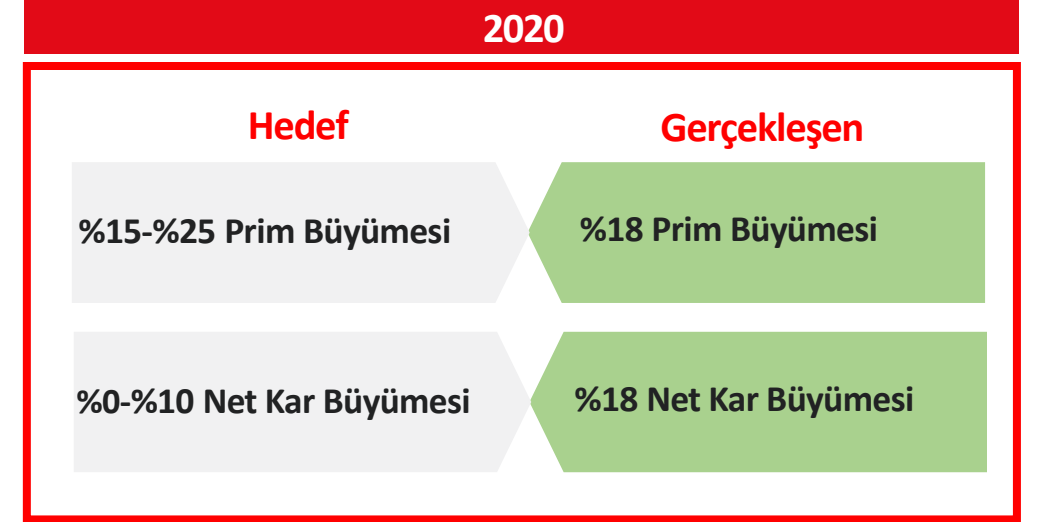 2020
Hedef
Gerçekleşen
%15-%25 Prim Büyümesi
%18 Prim Büyümesi
%0-%10 Net Kar Büyümesi
%18 Net Kar Büyümesi